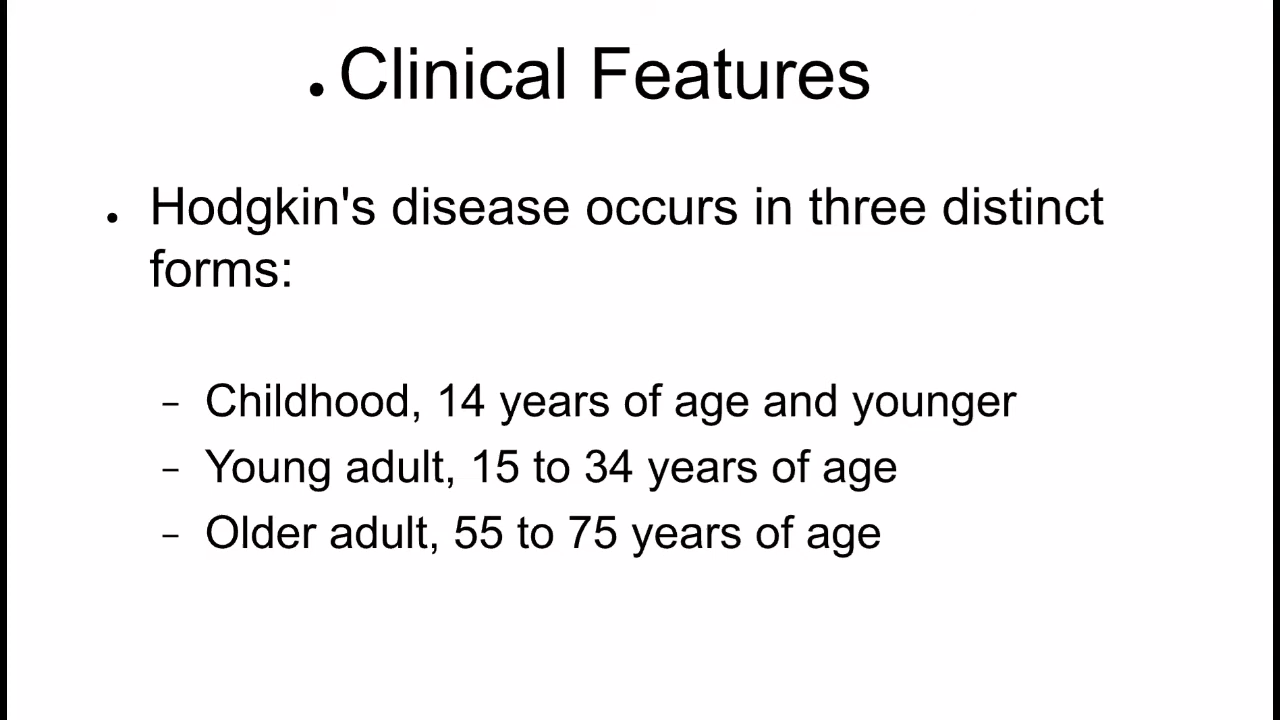 • Clinical Features
• Hodgkin's disease occurs in three distinct
forms:
– Childhood, 14 years of age and younger
– Young adult, 15 to 34 years of age
– Older adult, 55 to 75 years of age